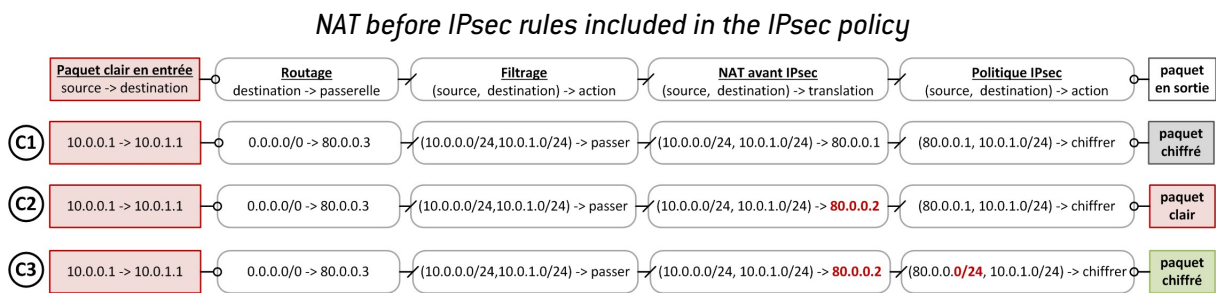 NAT before IPsec rules included in the IPsec policy
Paquet clair en entrée
source -> destination
Routage
destination -> passerelle
Filtrage
(source, destination) -> action
NAT avant IPsec
(source, destination) -> translation
Politique IPsec
(source, destination) -> action
paquet
en sortie
C1
10.0.0.1 -> 10.0.1.1
0.0.0.0/0 -> 80.0.0.3
(10.0.0.0/24,10.0.1.0/24) -> passer
(10.0.0.0/24, 10.0.1.0/24) -> 80.0.0.1
(80.0.0.1, 10.0.1.0/24) -> chiffrer
paquet
chiffré
C2
10.0.0.1 -> 10.0.1.1
0.0.0.0/0 -> 80.0.0.3
(10.0.0.0/24,10.0.1.0/24) -> passer
(10.0.0.0/24, 10.0.1.0/24) -> 80.0.0.2
(80.0.0.1, 10.0.1.0/24) -> chiffrer
paquet
clair
C3
10.0.0.1 -> 10.0.1.1
0.0.0.0/0 -> 80.0.0.3
(10.0.0.0/24,10.0.1.0/24) -> passer
(10.0.0.0/24, 10.0.1.0/24) -> 80.0.0.2
(80.0.0.0/24, 10.0.1.0/24) -> chiffrer
paquet
chiffré